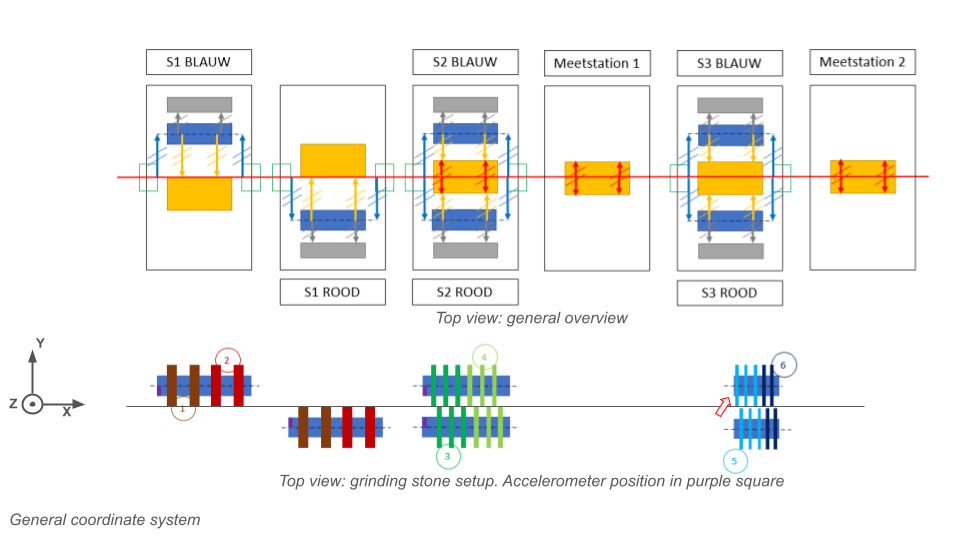 S1 BLAUW
S2 BLAUW
Meetstation 1
S3 BLAUW
Meetstation 2
S1 ROOD
S2 ROOD
S3 ROOD
Top view: general overview
Y
Z
X
1
2
3
4
5
6
Top view: grinding stone setup. Accelerometer position in purple square
General coordinate system